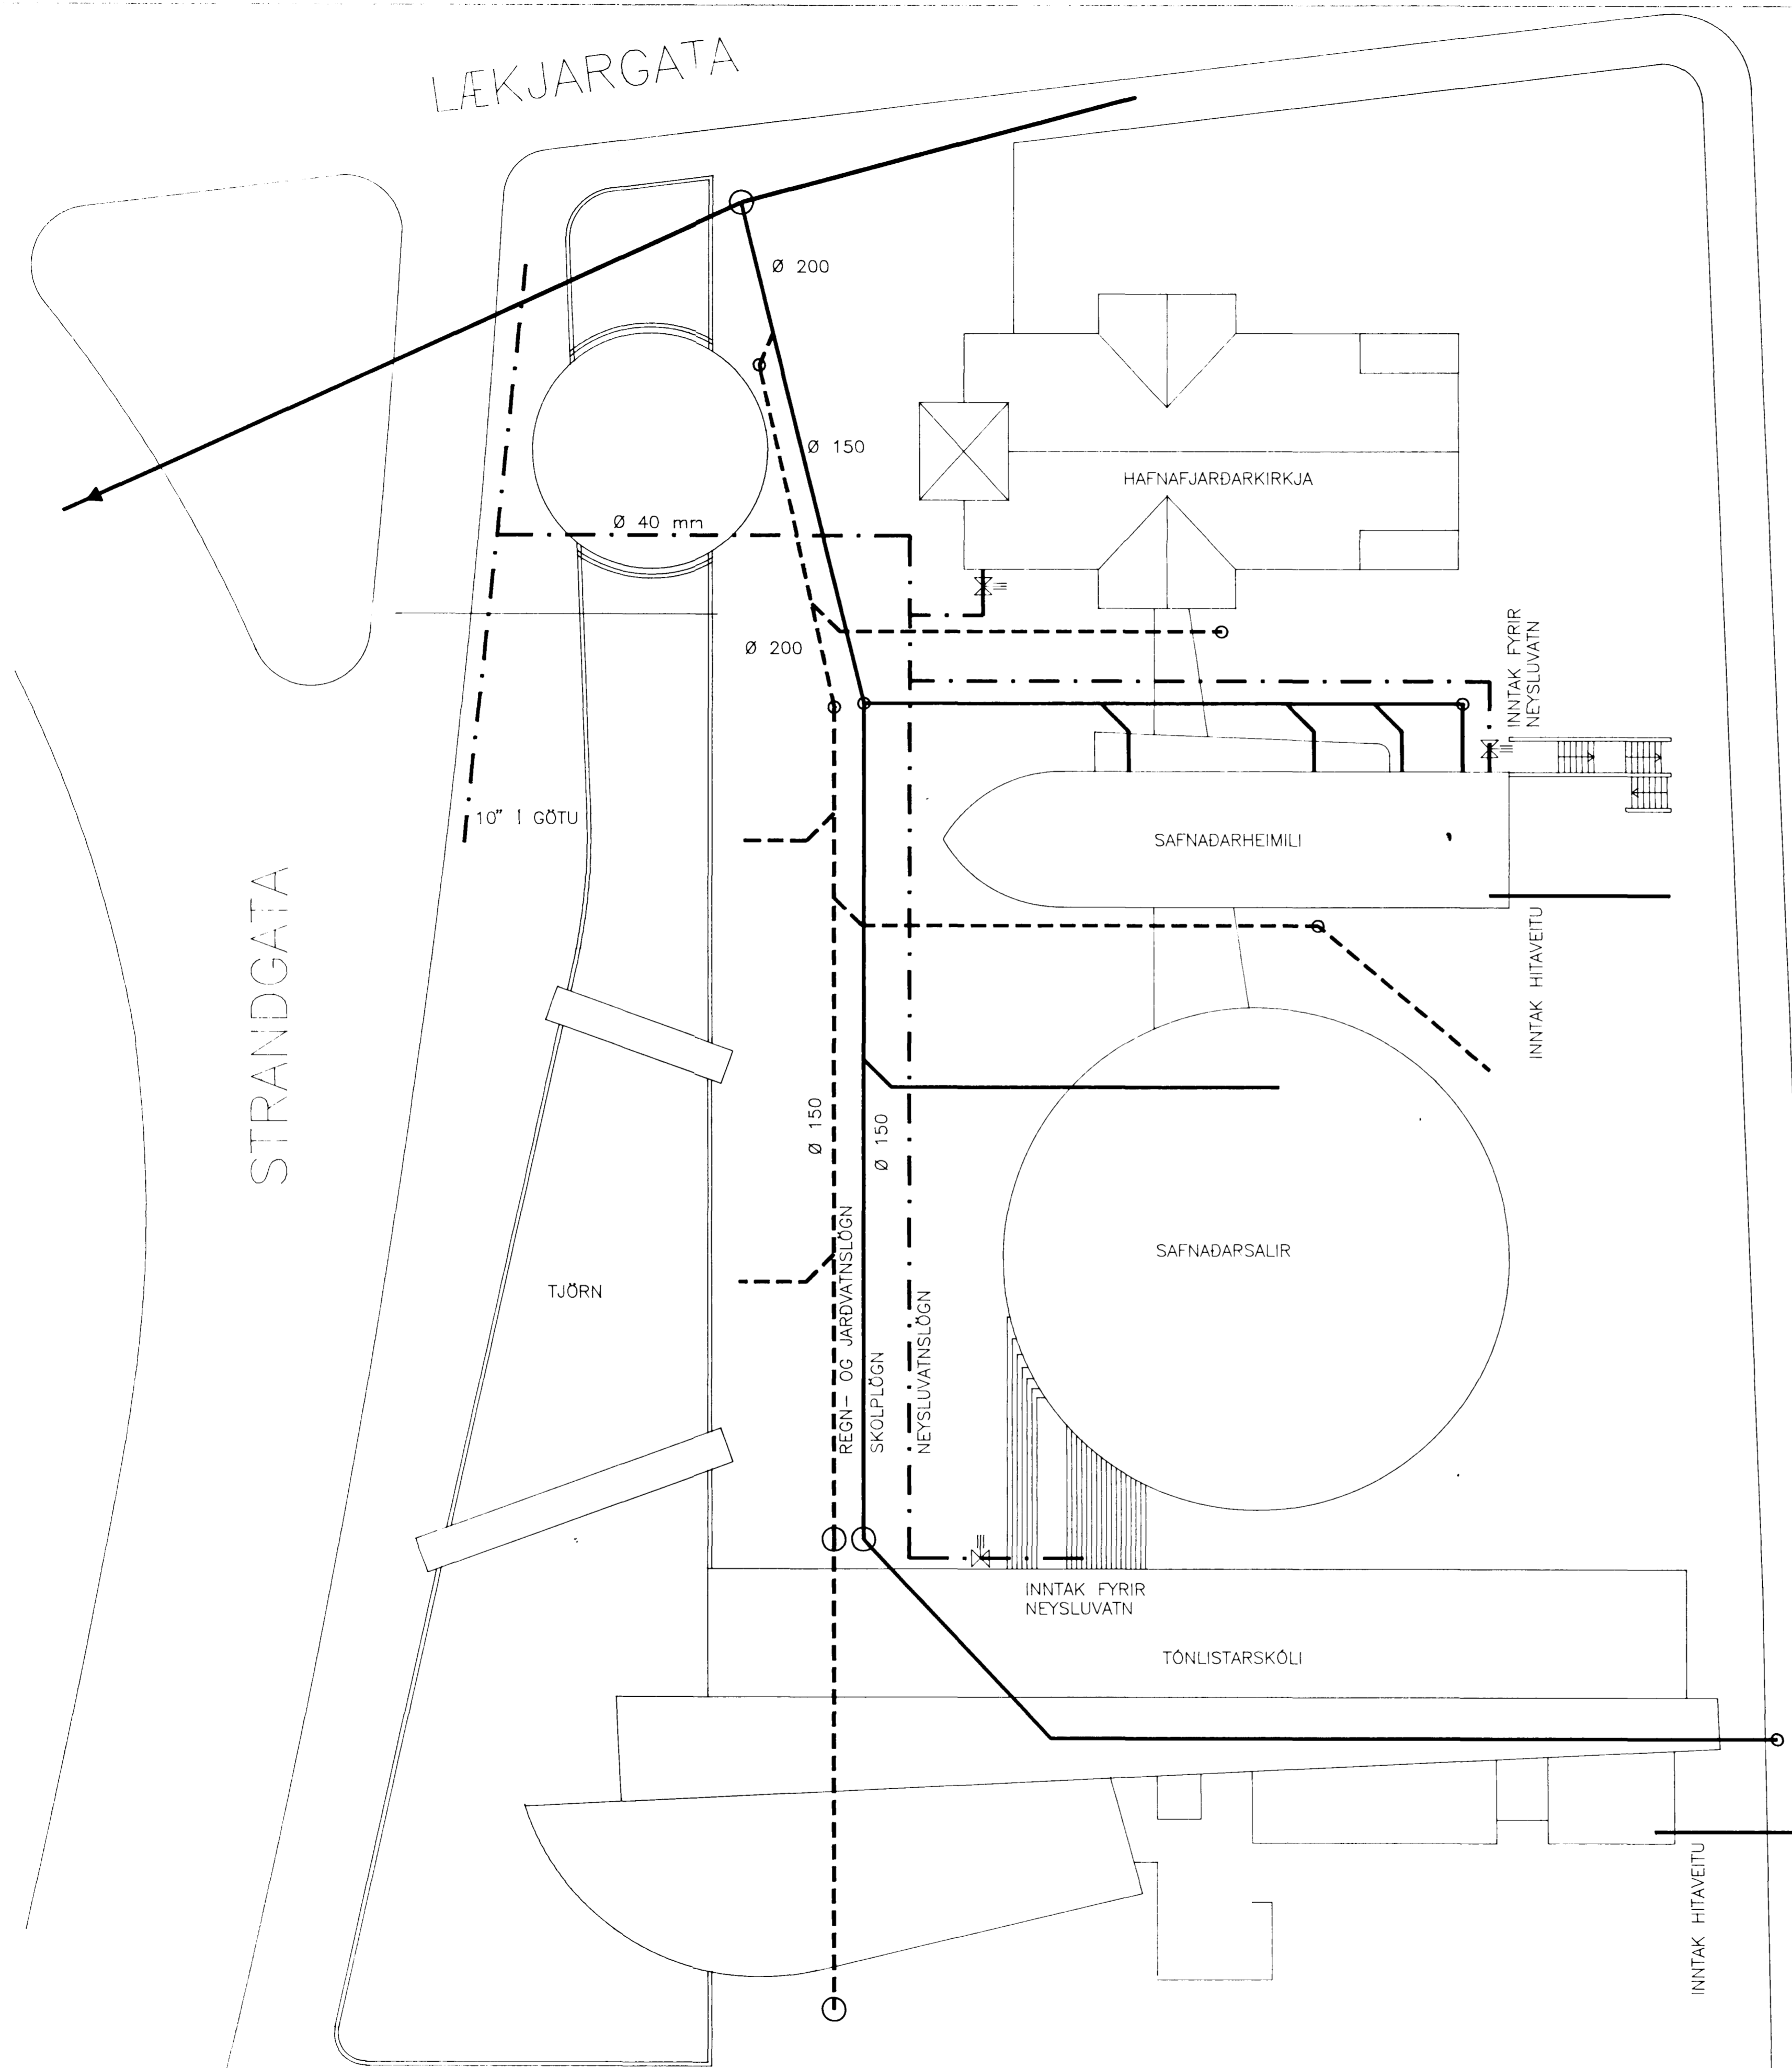 LÆKJARGATA
Ø 200
Ø 150
HAFNAFJARÐARKIRKJA
Ø 40 mm
Ø 200
INNTAK FYRIR
NEYSLUVATN
10" Í GÖTU
SAFNAÐARHEIMILI
STRANDGATA
INNTAK HITAVEITU
Ø 150
Ø 150
REGN- OG JARÐVATNSLÖGN
SKOLPLÖGN
NEYSLUVATNSLÖGN
SAFNAÐARSALIR
TJÖRN
INNTAK FYRIR
NEYSLUVATN
TÓNLISTARSKÓLI
INNTAK HITAVEITU